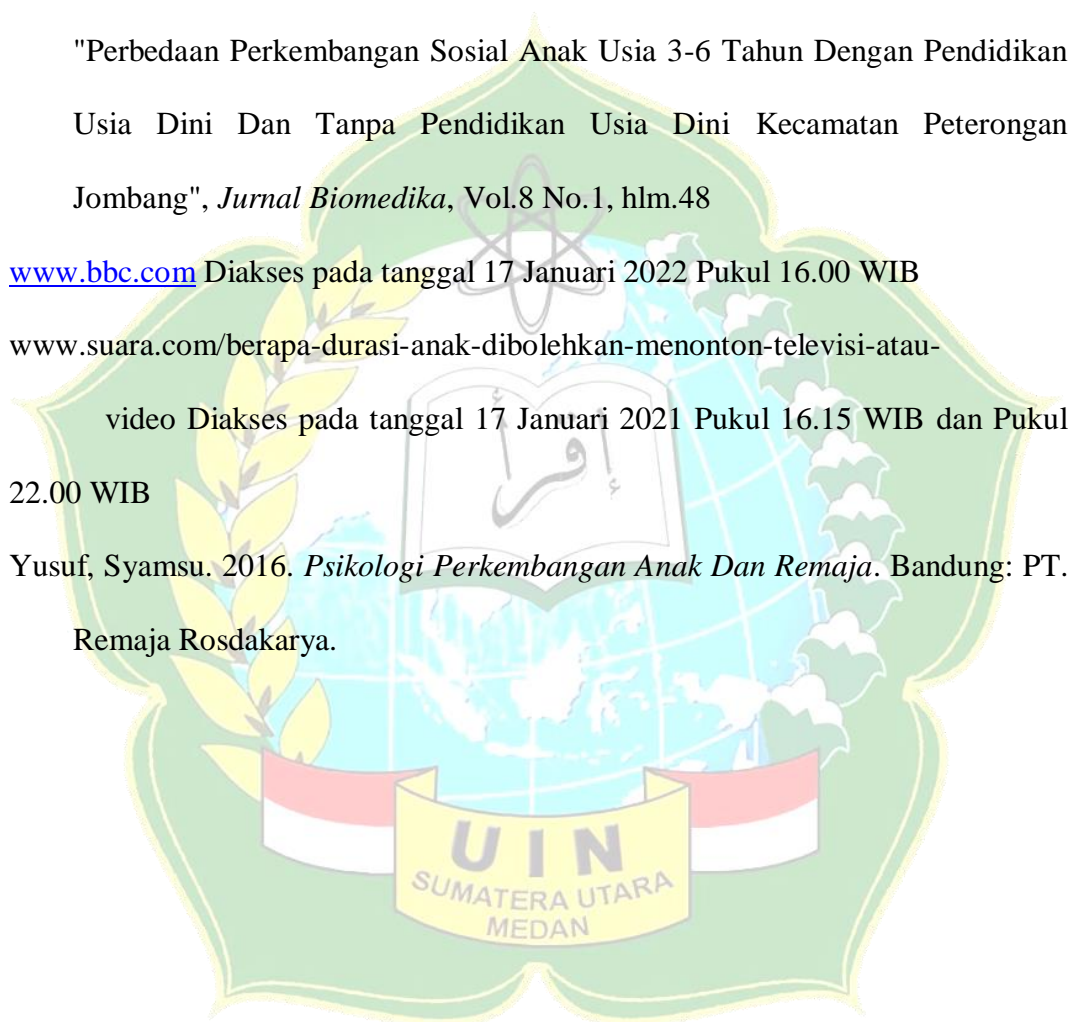 "Perbedaan Perkembangan Sosial Anak Usia 3-6 Tahun Dengan Pendidikan
Usia Dini Dan Tanpa Pendidikan Usia Dini Kecamatan Peterongan
Jombang", Jurnal Biomedika, Vol.8 No.1, hlm.48
www.bbc.com Diakses pada tanggal 17 Januari 2022 Pukul 16.00 WIB
www.suara.com/berapa-durasi-anak-dibolehkan-menonton-televisi-atau-
video Diakses pada tanggal 17 Januari 2021 Pukul 16.15 WIB dan Pukul
22.00 WIB
إقرأ
Yusuf, Syamsu. 2016. Psikologi Perkembangan Anak Dan Remaja. Bandung: PT.
Remaja Rosdakarya.
UIN
SUMATERA UTARA
MEDAN